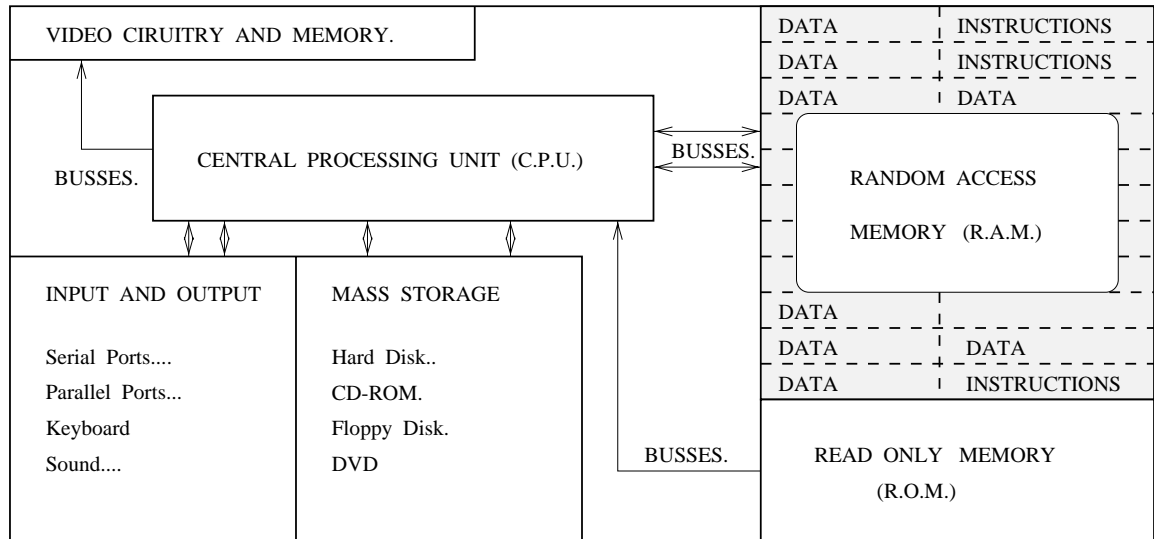 VIDEO CIRUITRY AND MEMORY.
BUSSES.
CENTRAL PROCESSING UNIT (C.P.U.)
BUSSES.
DATA INSTRUCTIONS
DATA INSTRUCTIONS
DATA DATA
RANDOM ACCESS
MEMORY (R.A.M.)
DATA
DATA DATA
DATA INSTRUCTIONS
INPUT AND OUTPUT
Serial Ports....
Parallel Ports...
Keyboard
Sound....
MASS STORAGE
Hard Disk..
CD-ROM.
Floppy Disk.
DVD
BUSSES.
READ ONLY MEMORY
(R.O.M.)